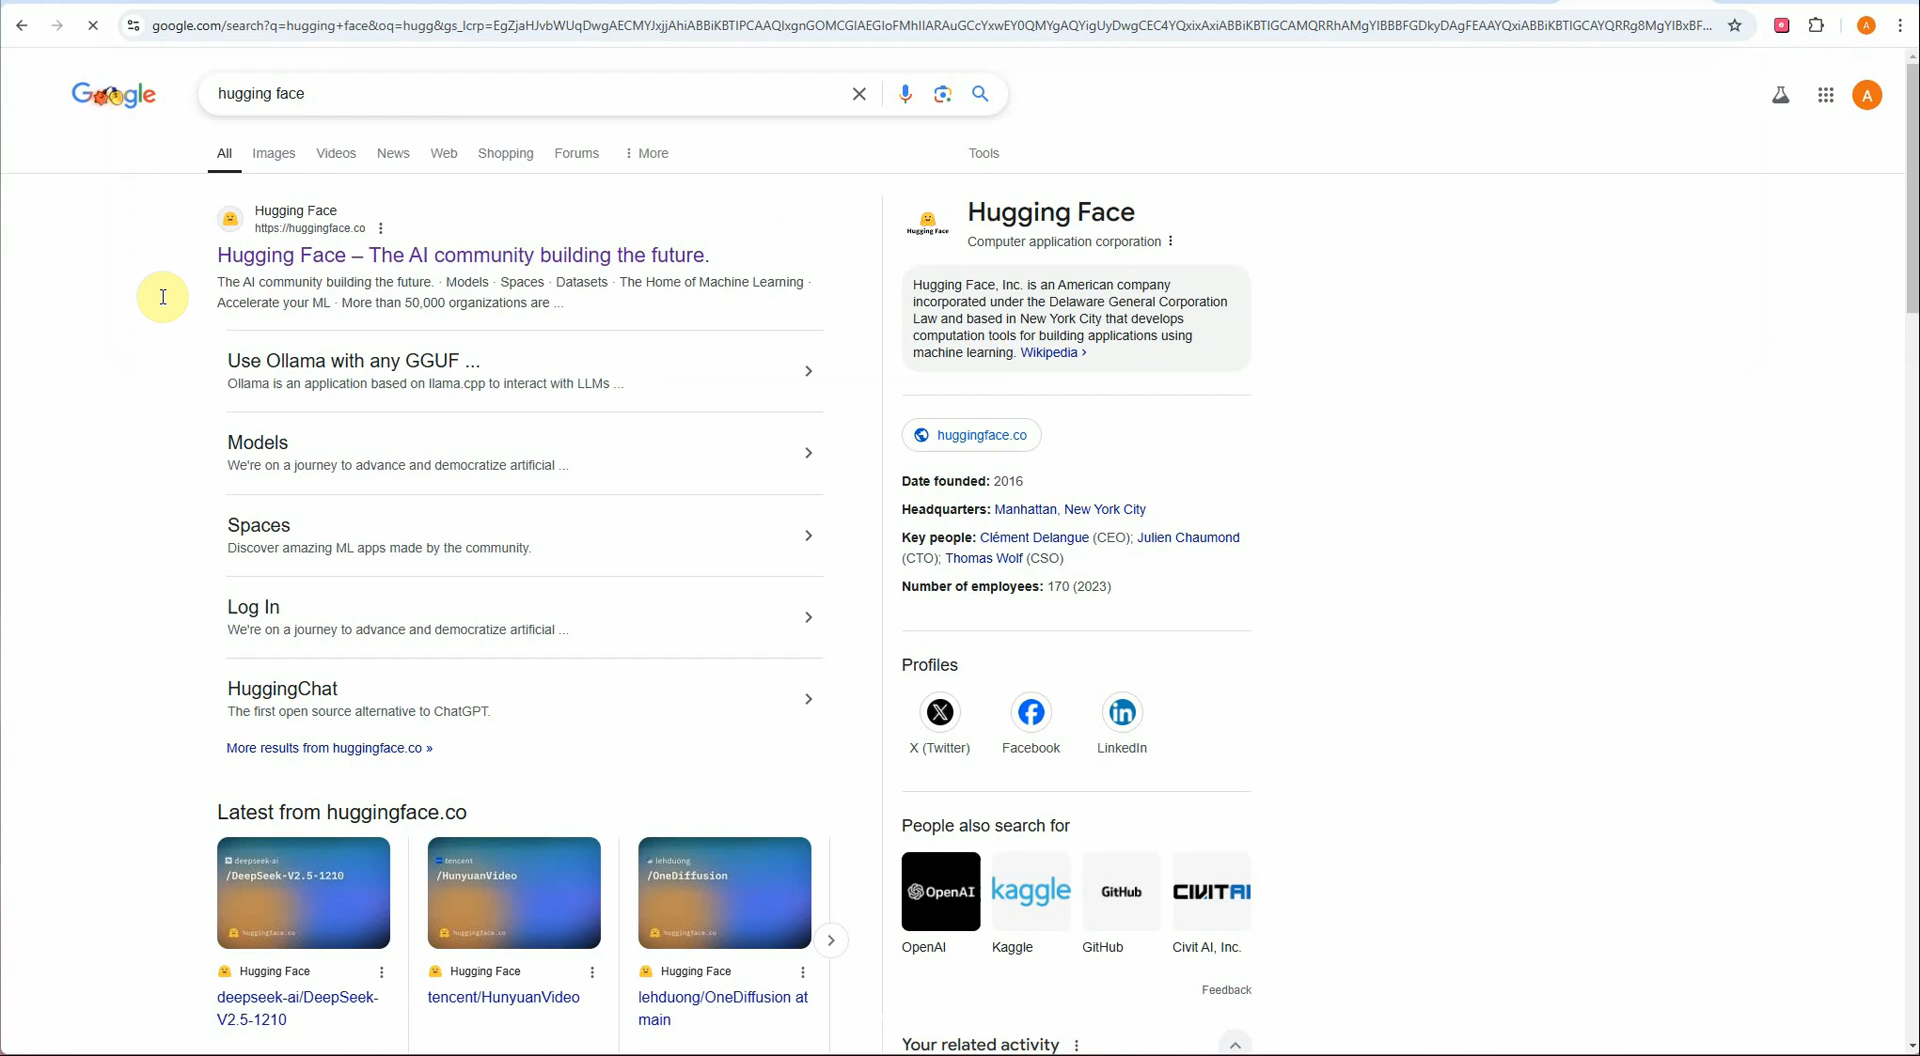 google.com/search?q=hugging+face&oq=hugg&gs_lcrp=
A
Google
hugging face
A
All Images Videos News Web Shopping Forums More Tools
Hugging Face
https://huggingface.co
Hugging Face – The AI community building the future.
The AI community building the future. · Models · Spaces · Datasets · The Home of Machine Learning ·
Accelerate your ML · More than 50,000 organizations are ...
Use Ollama with any GGUF ...
Ollama is an application based on llama.cpp to interact with LLMs ...
Models
We're on a journey to advance and democratize artificial ...
Spaces
Discover amazing ML apps made by the community.
Log In
We're on a journey to advance and democratize artificial ...
HuggingChat
The first open source alternative to ChatGPT.
More results from huggingface.co »
Latest from huggingface.co
deepseek-ai
/DeepSeek-V2.5-1210
huggingface.co
Hugging Face
deepseek-ai/DeepSeek-
V2.5-1210
tencent
/HunyuanVideo
huggingface.co
Hugging Face
tencent/HunyuanVideo
lehduong
/OneDiffusion
huggingface.co
Hugging Face
lehduong/OneDiffusion at
main
Hugging Face
Hugging Face
Computer application corporation
Hugging Face, Inc. is an American company
incorporated under the Delaware General Corporation
Law and based in New York City that develops
computation tools for building applications using
machine learning. Wikipedia ›
huggingface.co
Date founded: 2016
Headquarters: Manhattan, New York City
Key people: Clément Delangue (CEO); Julien Chaumond
(CTO); Thomas Wolf (CSO)
Number of employees: 170 (2023)
Profiles
X (Twitter) Facebook LinkedIn
People also search for
OpenAI kaggle GitHub CIVITAI
OpenAI Kaggle GitHub Civit AI, Inc.
Feedback
Your related activity